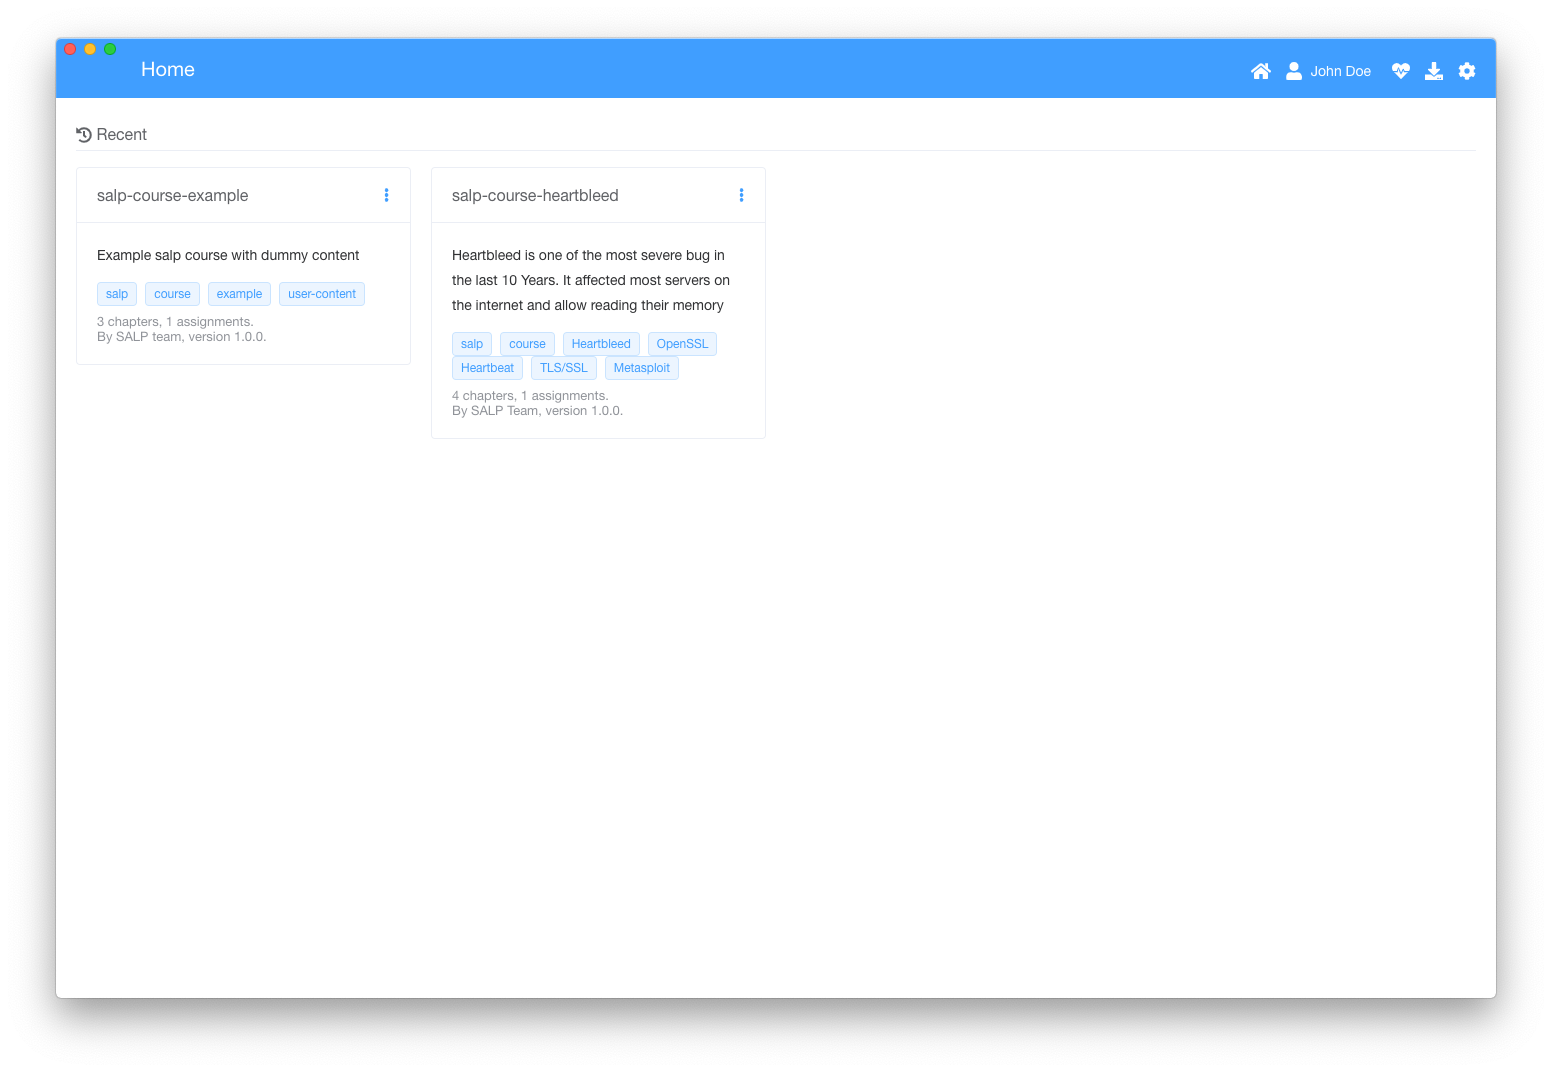 Home
John Doe
Recent
salp-course-example
Example salp course with dummy content
salp course example user-content
3 chapters, 1 assignments.
By SALP team, version 1.0.0.
salp-course-heartbleed
Heartbleed is one of the most severe bug in
the last 10 Years. It affected most servers on
the internet and allow reading their memory
salp course Heartbleed OpenSSL
Heartbeat TLS/SSL Metasploit
4 chapters, 1 assignments.
By SALP Team, version 1.0.0.